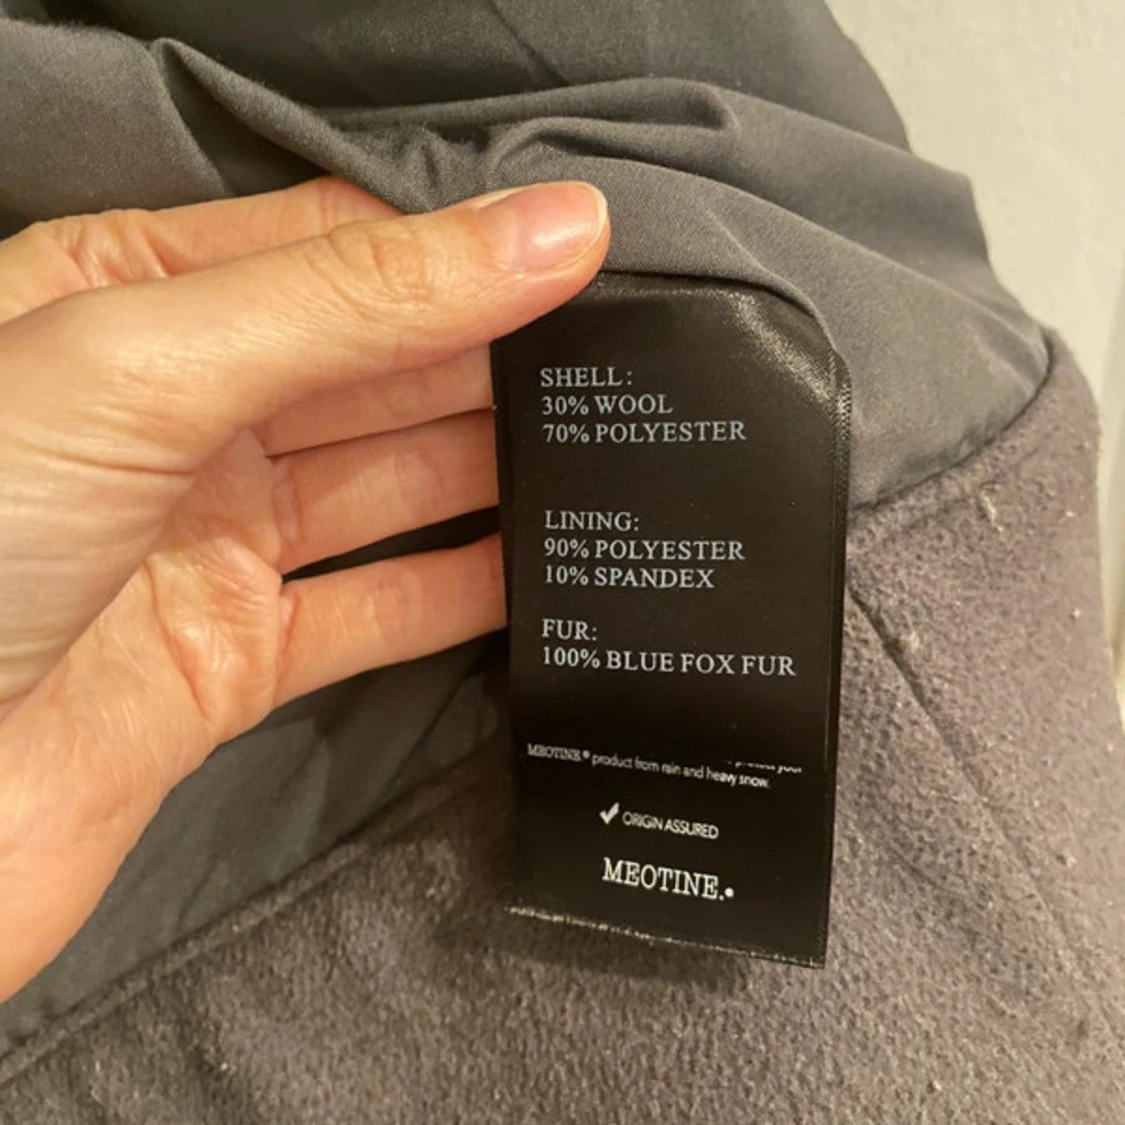 SHELL:
30% WOOL
70% POLYESTER
LINING:
90% POLYESTER
10% SPANDEX
FUR:
100% BLUE FOX FUR
MEOTINE.® product from rain and heavy snow.
✓ ORIGIN ASSURED
MEOTINE.•